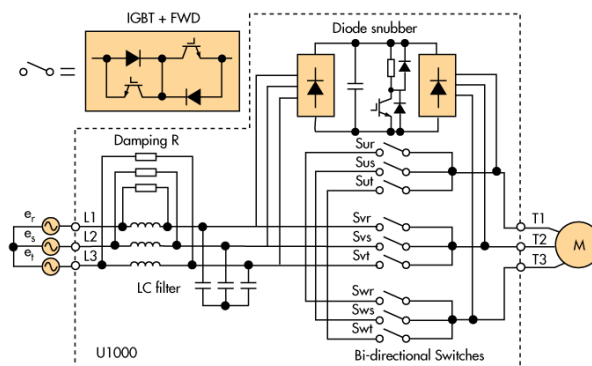 IGBT + FWD
Diode snubber
Damping R
Sur
Sus
Sut
er
L1
T1
es
L2
Svr
Svs
Svt
T2
M
et
L3
T3
LC filter
Swr
Sws
Swt
U1000
Bi-directional Switches